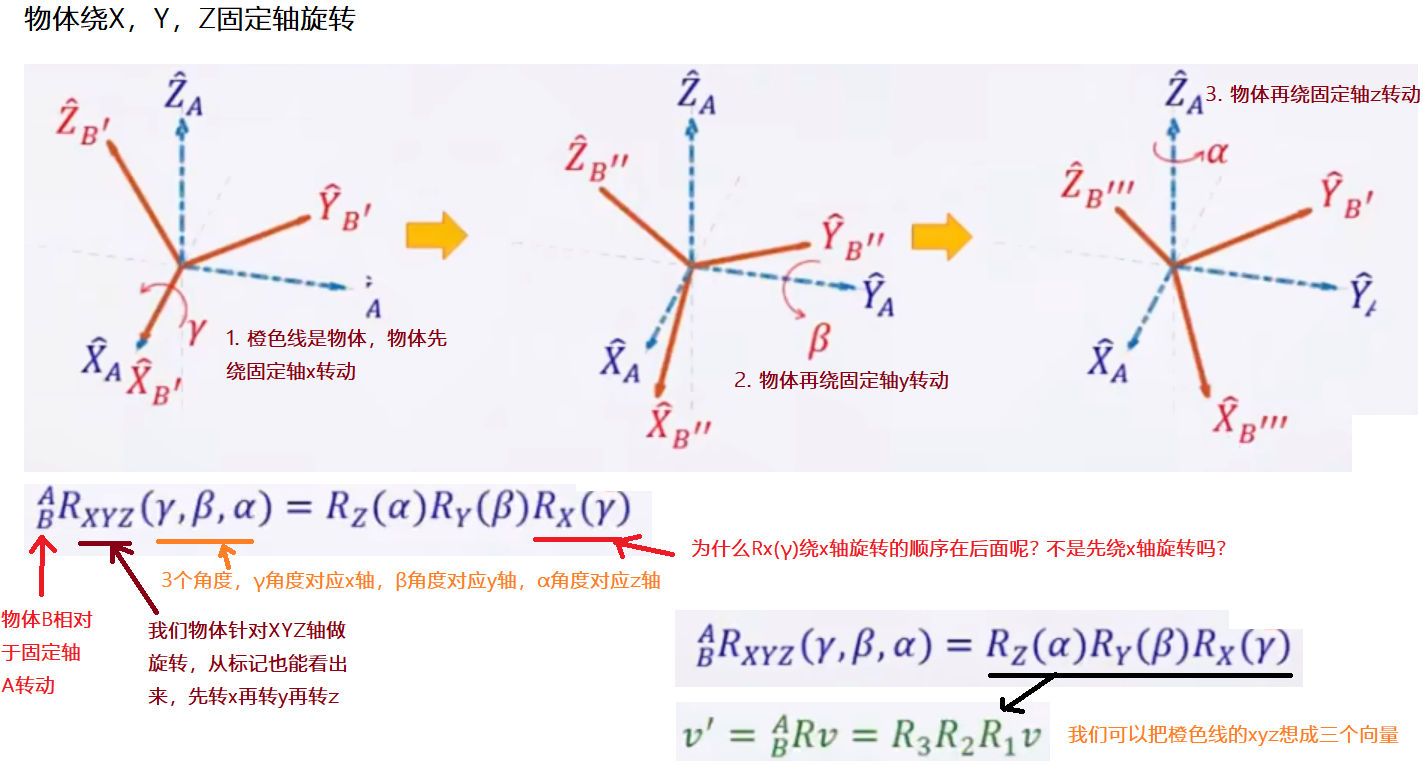 物体绕X，Y，Z固定轴旋转
Ẑ_A
Ẑ_B′
Ŷ_B′
A
γ
X̂_A X̂_B′
1. 橙色线是物体，物体先
绕固定轴x转动
Ẑ_A
Ẑ_B″
Ŷ_B″
Ŷ_A
β
X̂_A
X̂_B″
2. 物体再绕固定轴y转动
Ẑ_A
3. 物体再绕固定轴z转动
α
Ẑ_B‴
Ŷ_B′
Ŷ_A
X̂_A
X̂_B‴
^A_B R_XYZ(γ, β, α) = R_Z(α)R_Y(β)R_X(γ)
为什么Rx(γ)绕x轴旋转的顺序在后面呢？不是先绕x轴旋转吗？
3个角度，γ角度对应x轴，β角度对应y轴，α角度对应z轴
物体B相对
于固定轴
A转动
我们物体针对XYZ轴做
旋转，从标记也能看出
来，先转x再转y再转z
^A_B R_XYZ(γ, β, α) = R_Z(α)R_Y(β)R_X(γ)
v′ = ^A_B Rv = R_3R_2R_1v
我们可以把橙色线的xyz想成三个向量